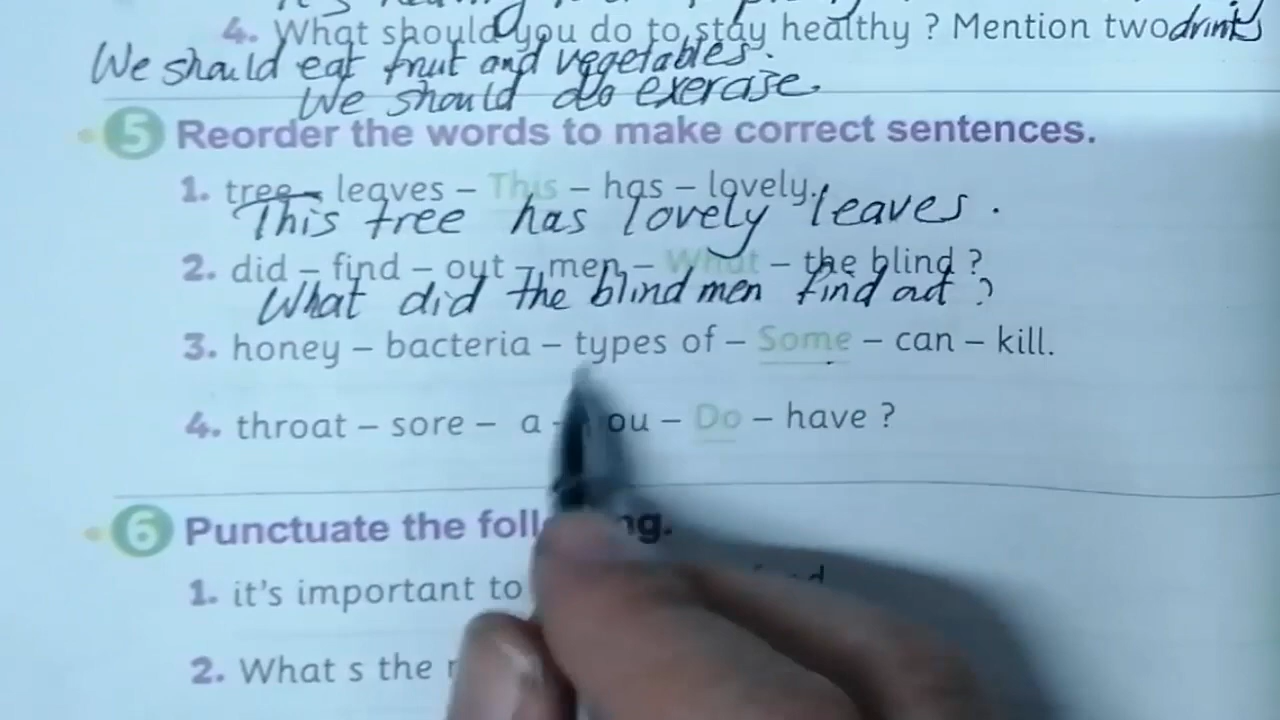 4. What should you do to stay healthy ? Mention two drinks
We should eat fruit and vegetables.
We should do exercise.
5 Reorder the words to make correct sentences.
1. tree – leaves – This – has – lovely.
This tree has lovely leaves .
2. did – find – out – men – What – the blind ?
What did the blind men find out ?
3. honey – bacteria – types of – Some – can – kill.
4. throat – sore – a – ou – Do – have ?
6 Punctuate the foll ng.
1. it's important to
2. What s the